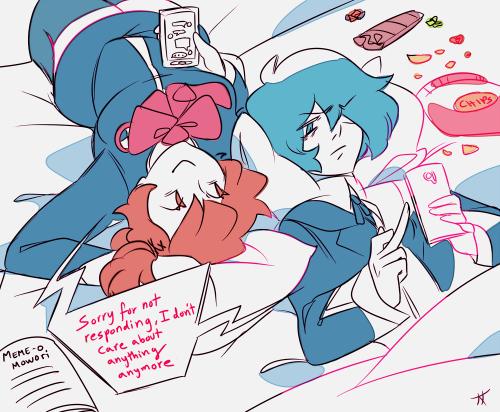 CHIPS
Sorry for not
responding, I don't
care about
anything
anymore
MEME-O.
MOWORI